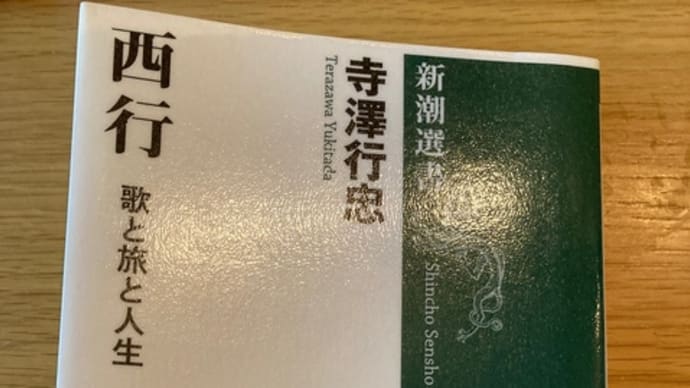 西行
歌と旅と人生
寺澤行忠
Terazawa Yukitada
新潮選書
Shincho Sensho